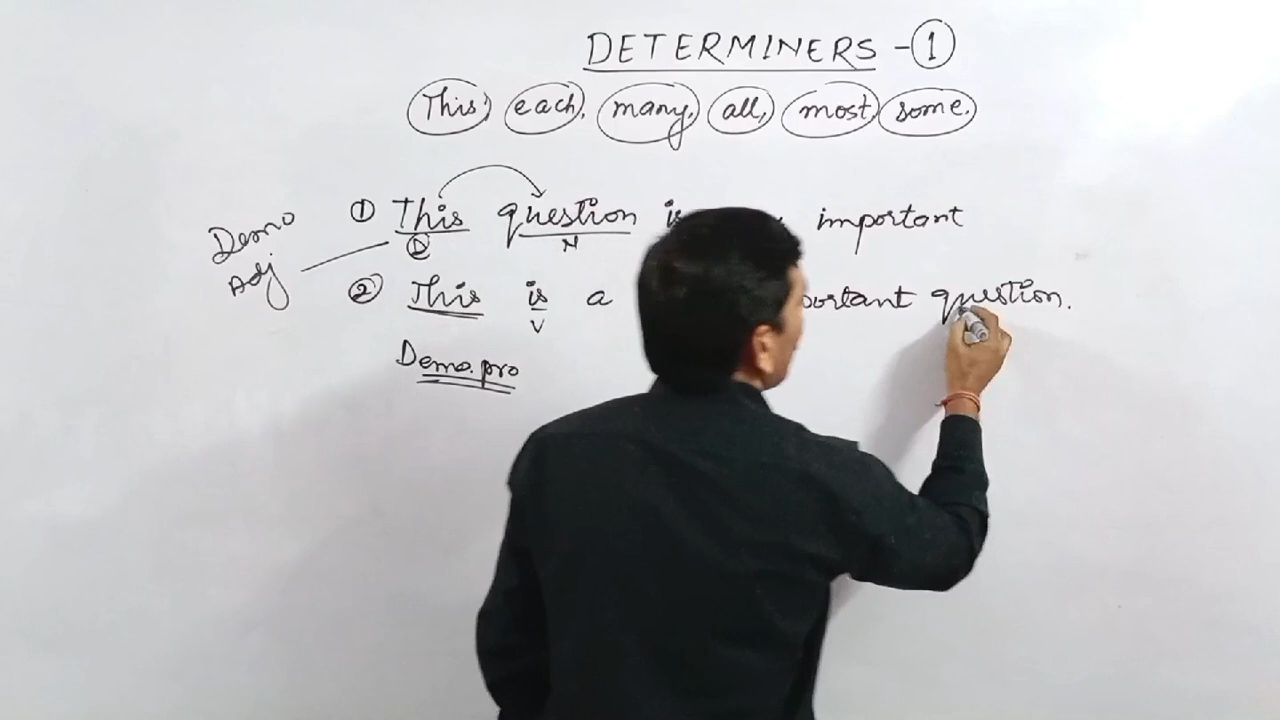 DETERMINERS - ①
This, each, many, all, most, some.
Demo Adj
① This question is important
D N
② This is a portant question.
V
Demo. pro